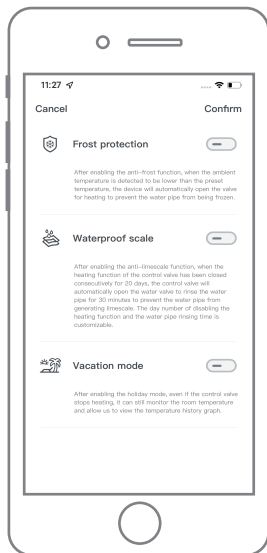 11:27
Cancel Confirm
Frost protection
After enabling the anti-frost function, when the ambient
temperature is detected to be lower than the preset
temperature, the device will automatically open the valve
for heating to prevent the water pipe from being frozen.
Waterproof scale
After enabling the anti-limescale function, when the
heating function of the control valve has been closed
consecutively for 20 days, the control valve will
automatically open the water valve to rinse the water
pipe for 30 minutes to prevent the water pipe from
generating limescale. The day number of disabling the
heating function and the water pipe rinsing time is
customizable.
Vacation mode
After enabling the holiday mode, even if the control valve
stops heating, it can still monitor the room temperature
and allow us to view the temperature history graph.